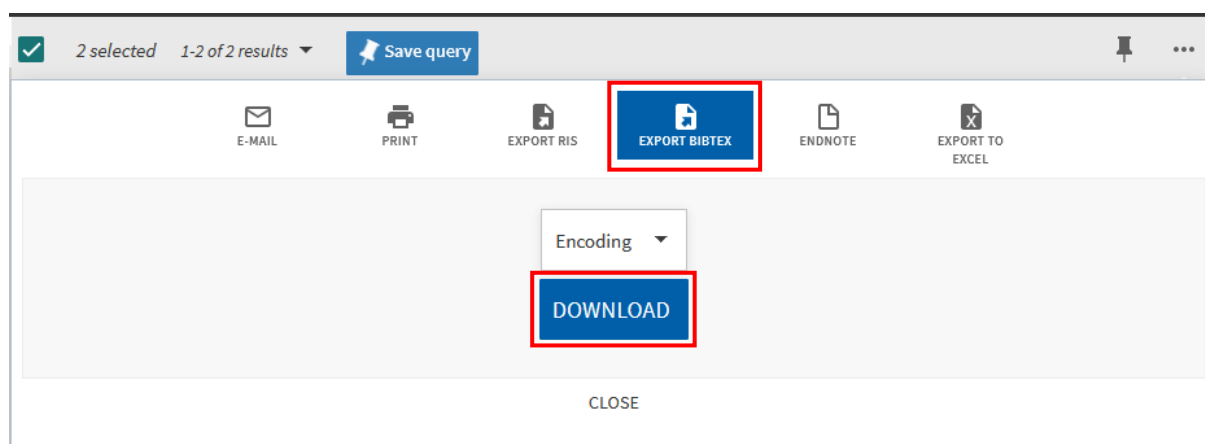 2 selected 1-2 of 2 results Save query
E-MAIL PRINT EXPORT RIS EXPORT BIBTEX ENDNOTE EXPORT TO
EXCEL
Encoding
DOWNLOAD
CLOSE